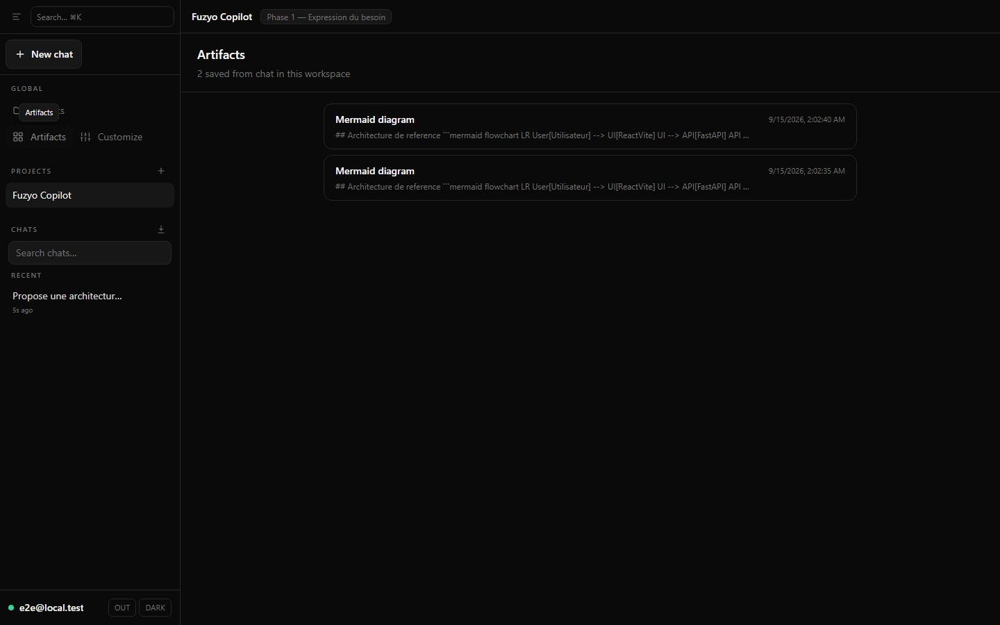 Search... ⌘K
Fuzyo Copilot
Phase 1 — Expression du besoin
New chat
GLOBAL
Artifacts
Artifacts
Customize
PROJECTS
Fuzyo Copilot
CHATS
Search chats...
RECENT
Propose une architectur...
5s ago
e2e@local.test
OUT
DARK
Artifacts
2 saved from chat in this workspace
Mermaid diagram
9/15/2026, 2:02:40 AM
## Architecture de reference ```mermaid flowchart LR User[Utilisateur] --> UI[ReactVite] UI --> API[FastAPI] API ...
Mermaid diagram
9/15/2026, 2:02:35 AM
## Architecture de reference ```mermaid flowchart LR User[Utilisateur] --> UI[ReactVite] UI --> API[FastAPI] API ...